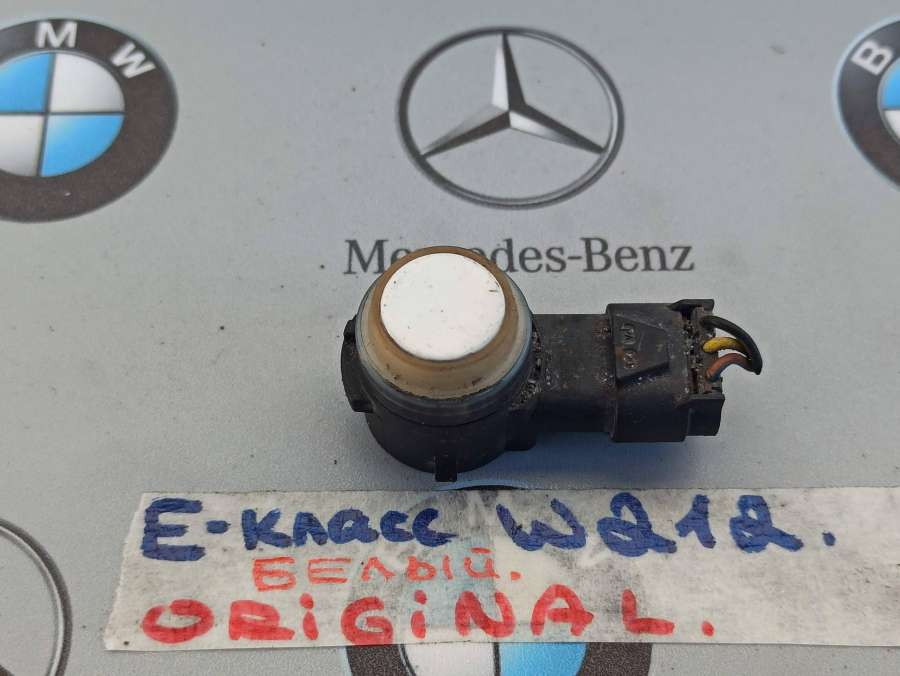 BMW
B
Mercedes-Benz
E-класс W212.
БЕЛЫЙ.
ORiGiNAL.